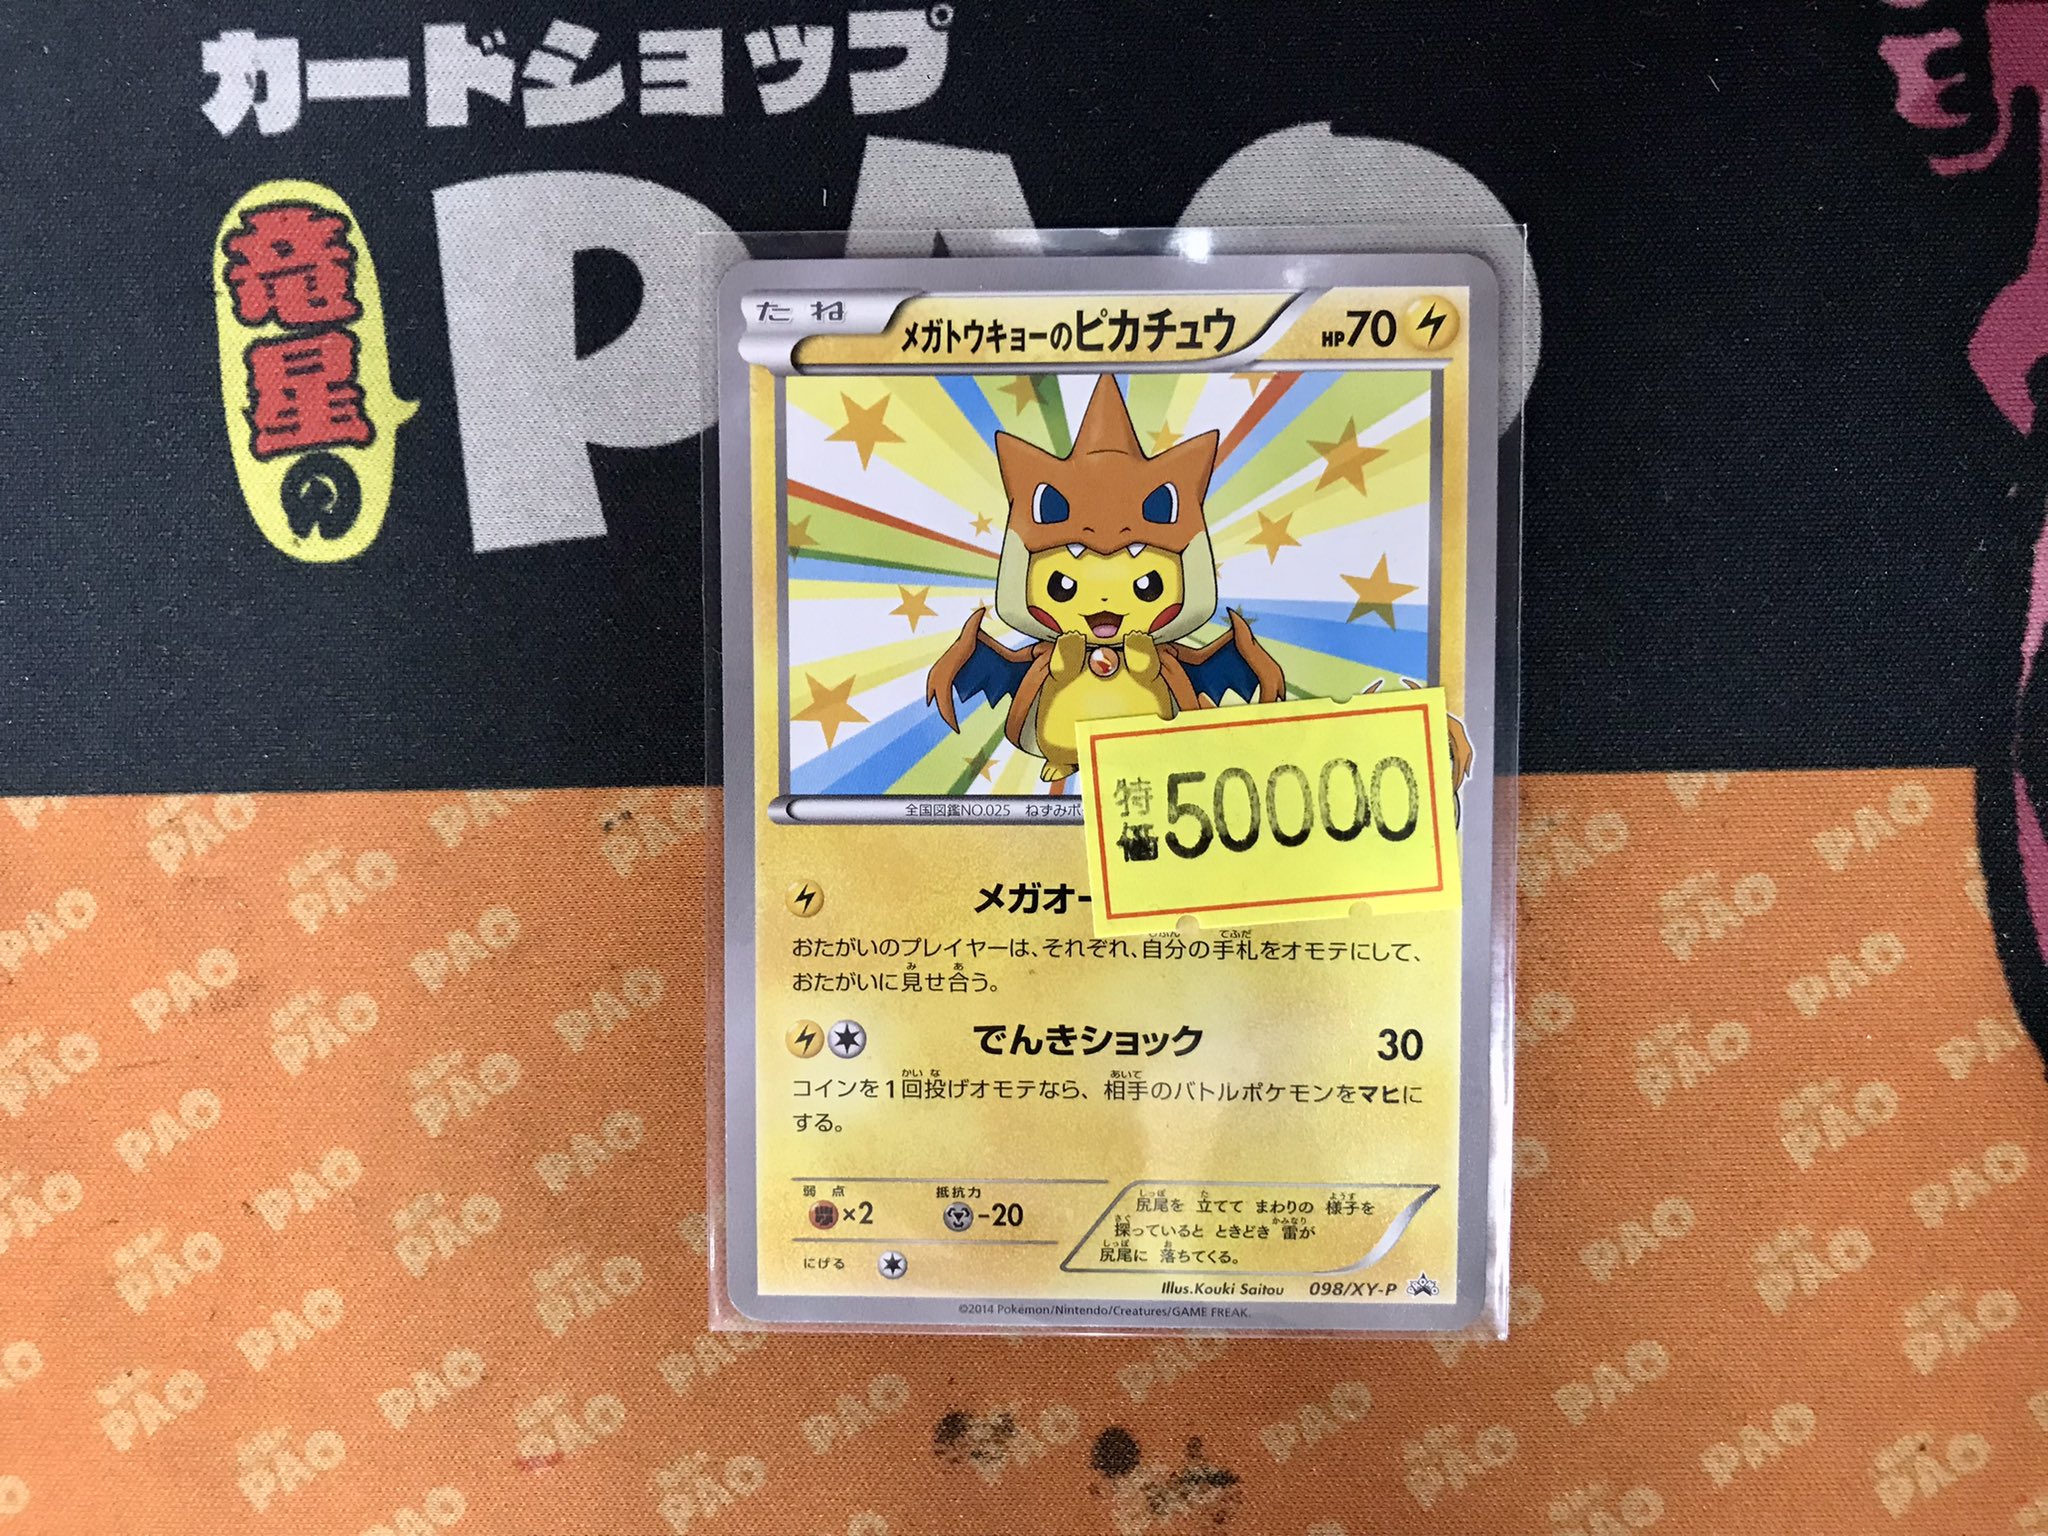 カードショップ
竜星の
PAO
たね
メガトウキョーのピカチュウ
HP70
全国図鑑NO.025 ねずみポ
特価 50000
メガオー
おたがいのプレイヤーは、それぞれ、自分の手札をオモテにして、
おたがいに見せ合う。
でんきショック 30
コインを1回投げオモテなら、相手のバトルポケモンをマヒに
する。
弱点 ×2
抵抗力 -20
にげる
尻尾を 立てて まわりの 様子を
探っていると ときどき 雷が
尻尾に 落ちてくる。
Illus.Kouki Saitou 098/XY-P
©2014 Pokémon/Nintendo/Creatures/GAME FREAK.